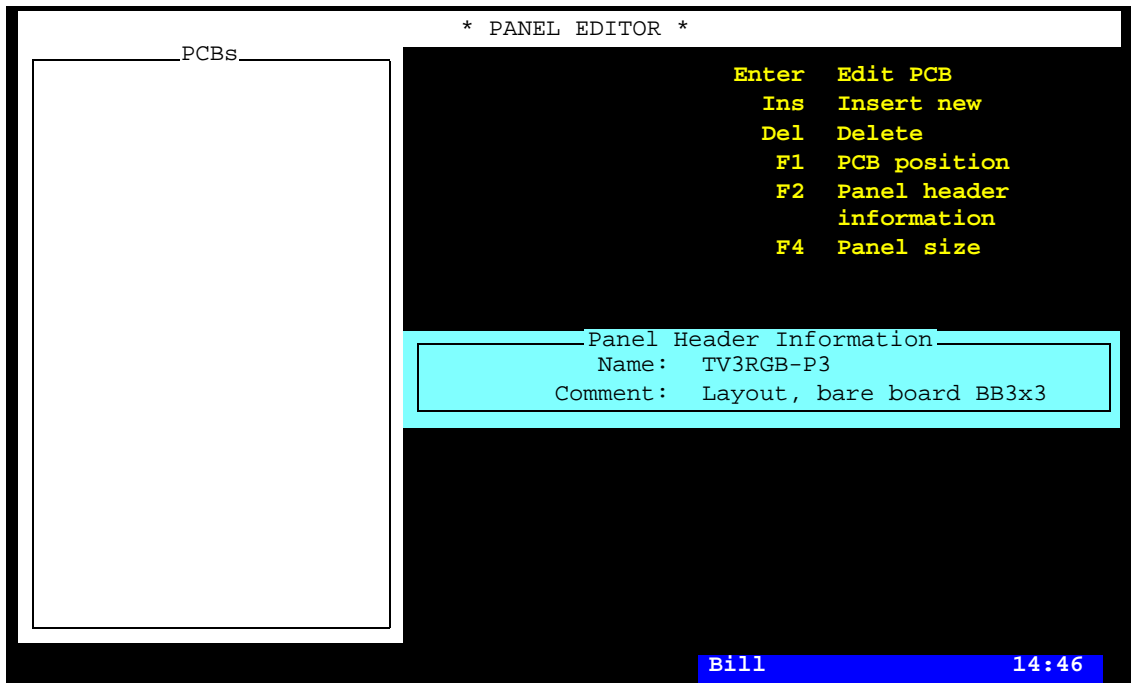 * PANEL EDITOR *
PCBs
Enter Edit PCB
Ins Insert new
Del Delete
F1 PCB position
F2 Panel header
information
F4 Panel size
Panel Header Information
Name: TV3RGB-P3
Comment: Layout, bare board BB3x3
Bill 14:46